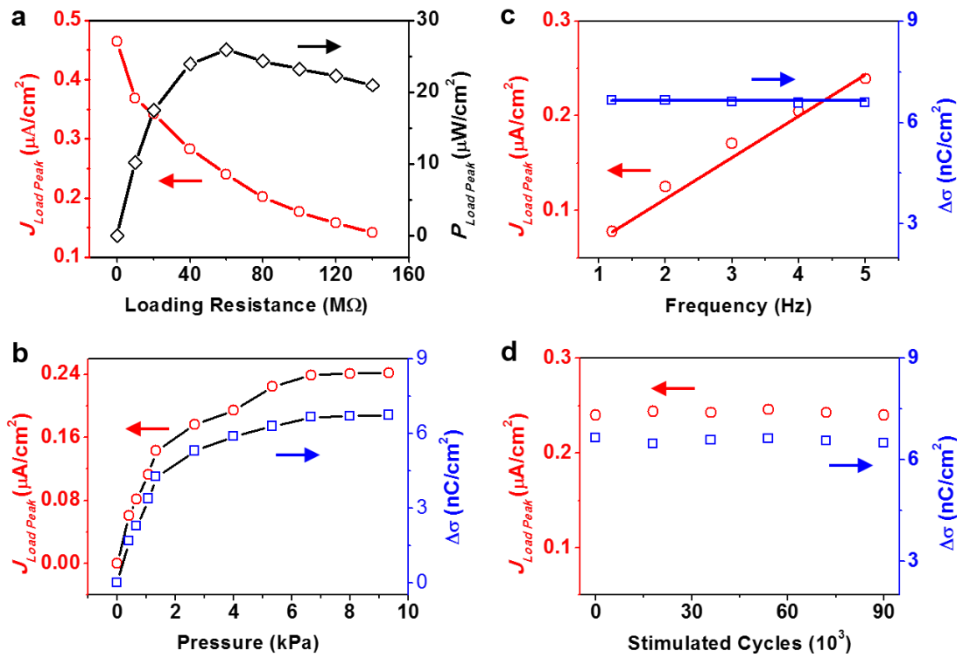 a
0.5
0.4
0.3
0.2
0.1
J Load Peak (μA/cm²)
30
20
10
0
P Load Peak (μW/cm²)
0 40 80 120 160
Loading Resistance (MΩ)
c
0.3
0.2
0.1
J Load Peak (μA/cm²)
9
6
3
Δσ (nC/cm²)
1 2 3 4 5
Frequency (Hz)
b
0.24
0.16
0.08
0.00
J Load Peak (μA/cm²)
9
6
3
0
Δσ (nC/cm²)
0 2 4 6 8 10
Pressure (kPa)
d
0.3
0.2
0.1
J Load Peak (μA/cm²)
9
6
3
Δσ (nC/cm²)
0 30 60 90
Stimulated Cycles (10³)